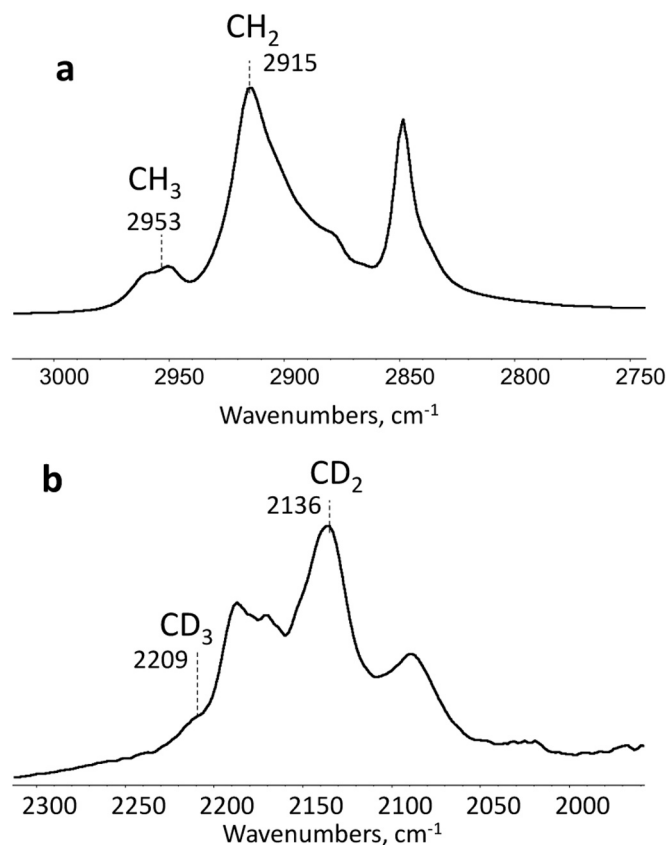 a
CH₂
2915
CH₃
2953
3000 2950 2900 2850 2800 2750
Wavenumbers, cm⁻¹
b
CD₂
2136
CD₃
2209
2300 2250 2200 2150 2100 2050 2000
Wavenumbers, cm⁻¹